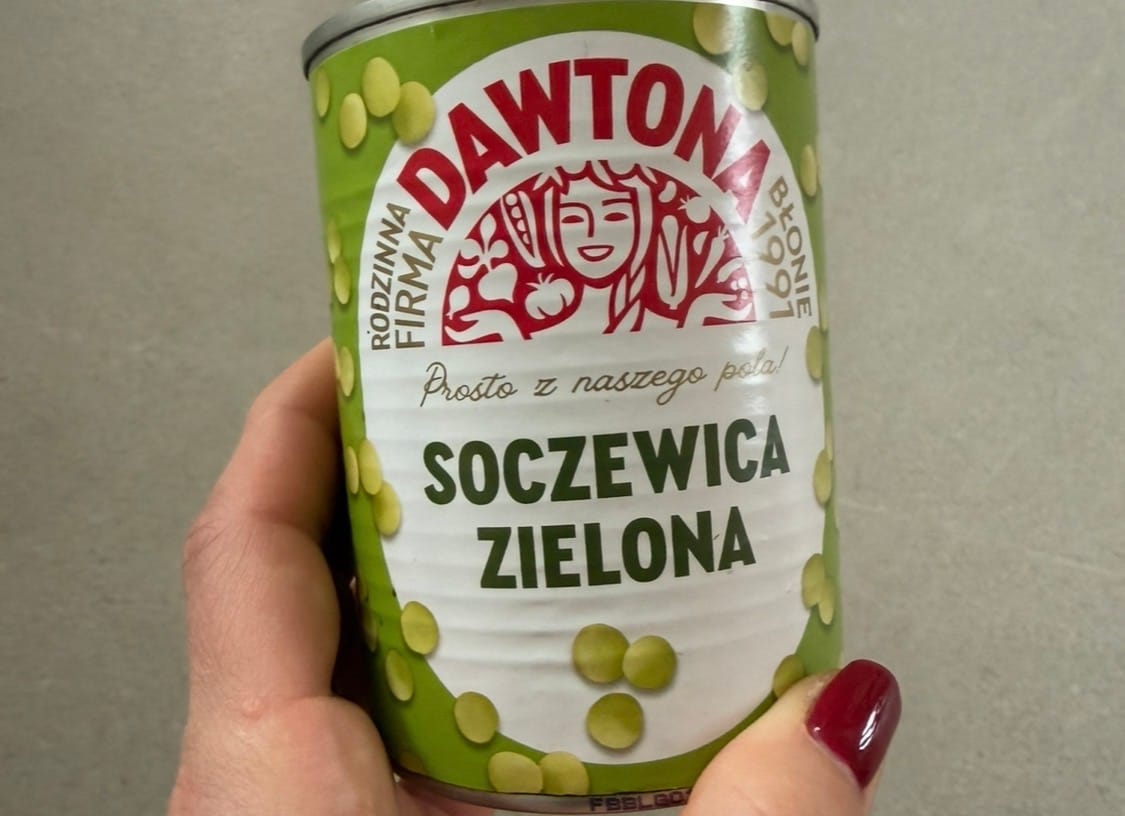 DAWTONA
RODZINNA
FIRMA
BŁONIE
1991
Prosto z naszego pola!
SOCZEWICA
ZIELONA